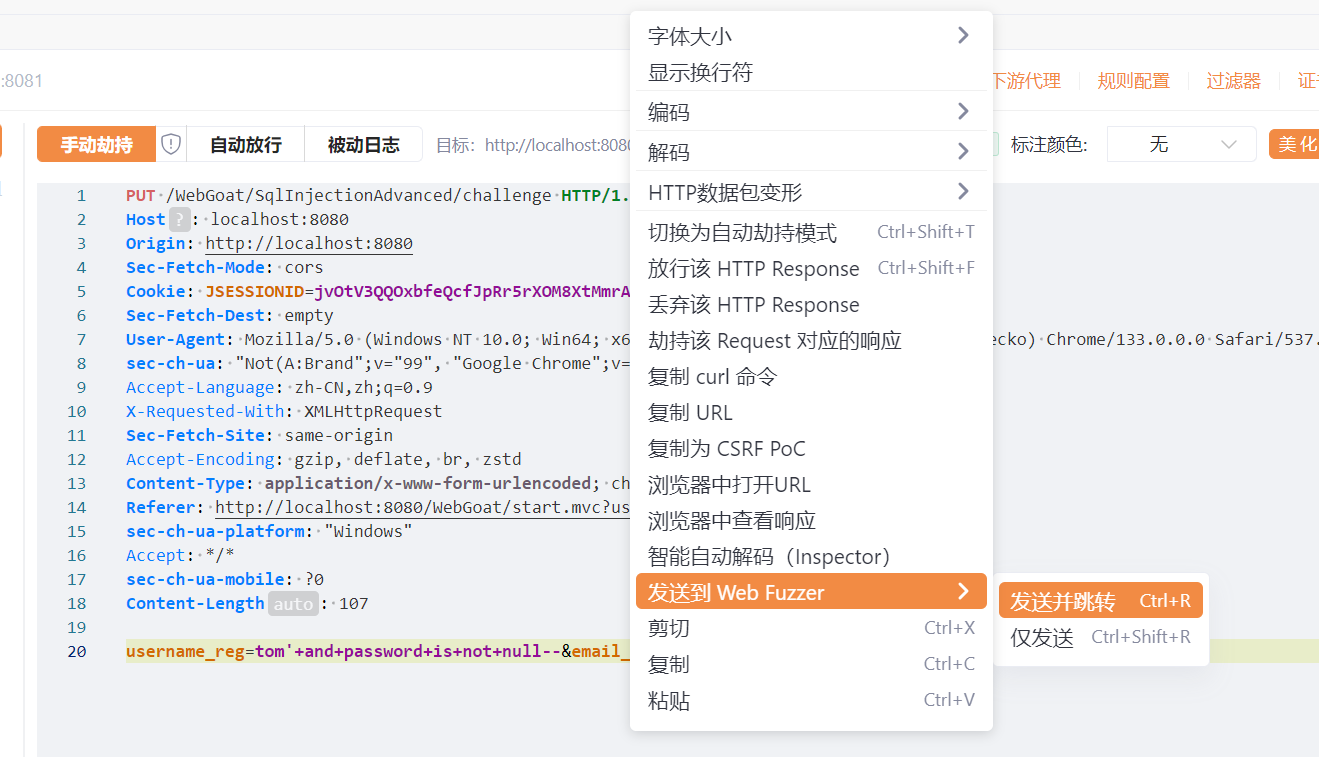 :8081
下游代理 规则配置 过滤器
手动劫持 自动放行 被动日志 目标: http://localhost:808 标注颜色: 无 美化
1 PUT /WebGoat/SqlInjectionAdvanced/challenge HTTP/1.
2 Host ? : localhost:8080
3 Origin: http://localhost:8080
4 Sec-Fetch-Mode: cors
5 Cookie: JSESSIONID=jvOtV3QQOxbfeQcfJpRr5rXOM8XtMmrA
6 Sec-Fetch-Dest: empty
7 User-Agent: Mozilla/5.0 (Windows NT 10.0; Win64; x6 ecko) Chrome/133.0.0.0 Safari/537.
8 sec-ch-ua: "Not(A:Brand";v="99", "Google Chrome";v=
9 Accept-Language: zh-CN,zh;q=0.9
10 X-Requested-With: XMLHttpRequest
11 Sec-Fetch-Site: same-origin
12 Accept-Encoding: gzip, deflate, br, zstd
13 Content-Type: application/x-www-form-urlencoded; ch
14 Referer: http://localhost:8080/WebGoat/start.mvc?us
15 sec-ch-ua-platform: "Windows"
16 Accept: */*
17 sec-ch-ua-mobile: ?0
18 Content-Length auto : 107
19
20 username_reg=tom'+and+password+is+not+null--&email_
字体大小
显示换行符
编码
解码
HTTP数据包变形
切换为自动劫持模式 Ctrl+Shift+T
放行该 HTTP Response Ctrl+Shift+F
丢弃该 HTTP Response
劫持该 Request 对应的响应
复制 curl 命令
复制 URL
复制为 CSRF PoC
浏览器中打开URL
浏览器中查看响应
智能自动解码（Inspector）
发送到 Web Fuzzer
剪切 Ctrl+X
复制 Ctrl+C
粘贴 Ctrl+V
发送并跳转 Ctrl+R
仅发送 Ctrl+Shift+R